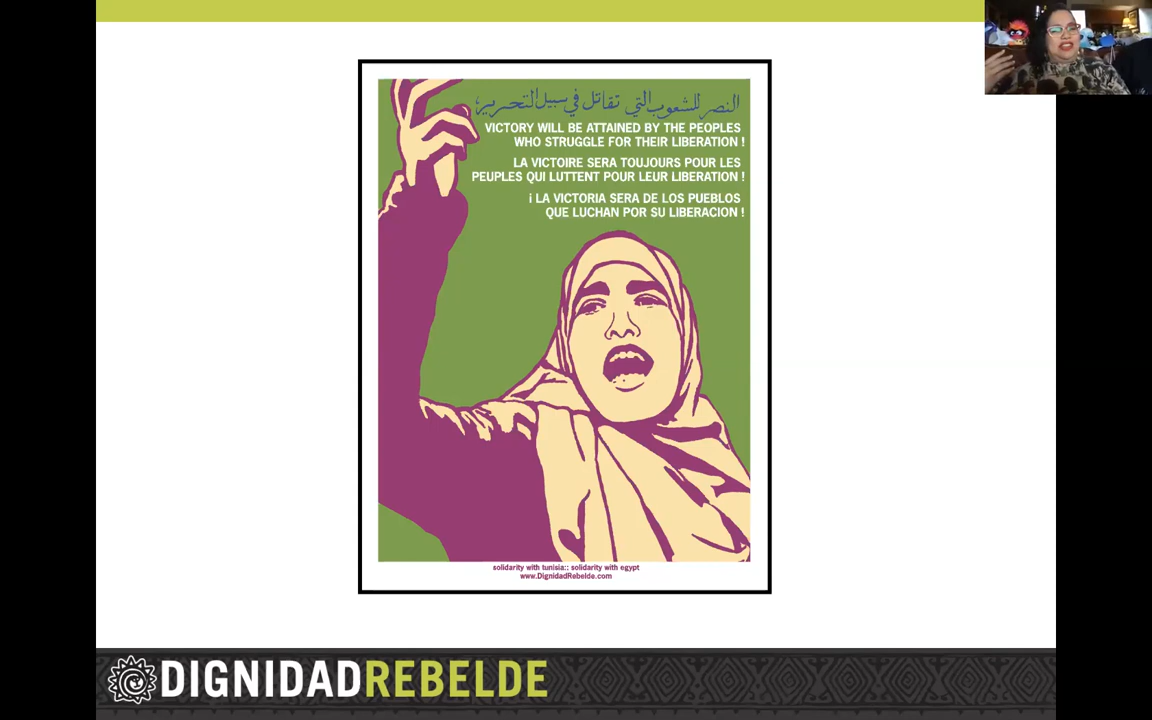 النصر للشعوب التي تقاتل في سبيل التحرير
VICTORY WILL BE ATTAINED BY THE PEOPLES
WHO STRUGGLE FOR THEIR LIBERATION !
LA VICTOIRE SERA TOUJOURS POUR LES
PEUPLES QUI LUTTENT POUR LEUR LIBERATION !
¡ LA VICTORIA SERA DE LOS PUEBLOS
QUE LUCHAN POR SU LIBERACION !
solidarity with tunisia:: solidarity with egypt
www.DignidadRebelde.com
DIGNIDADREBELDE